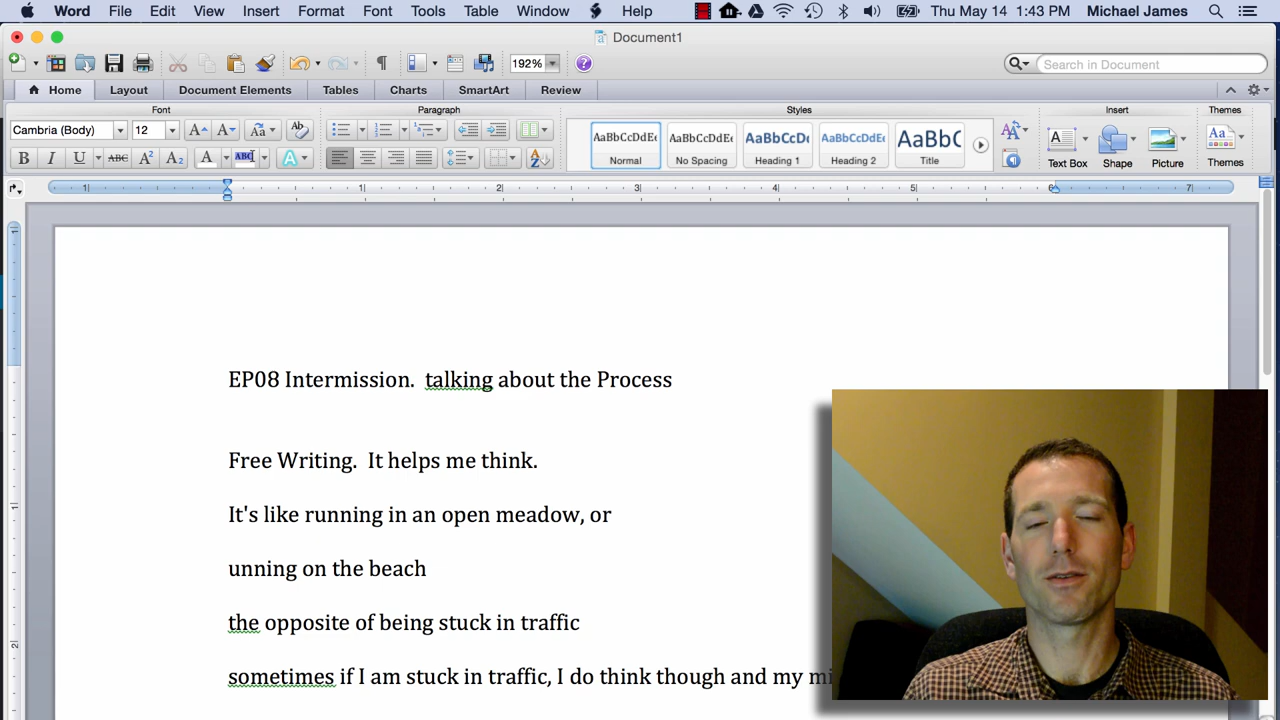 Word File Edit View Insert Format Font Tools Table Window Help Thu May 14 1:43 PM Michael James
Document1
192% Search in Document
Home Layout Document Elements Tables Charts SmartArt Review
Font Paragraph Styles Insert Themes
Cambria (Body) 12
AaBbCcDdEe AaBbCcDdEe AaBbCcDc AaBbCcDdEe AaBbC
Normal No Spacing Heading 1 Heading 2 Title
Text Box Shape Picture Themes
EP08 Intermission. talking about the Process
Free Writing. It helps me think.
It's like running in an open meadow, or
unning on the beach
the opposite of being stuck in traffic
sometimes if I am stuck in traffic, I do think though and my mi